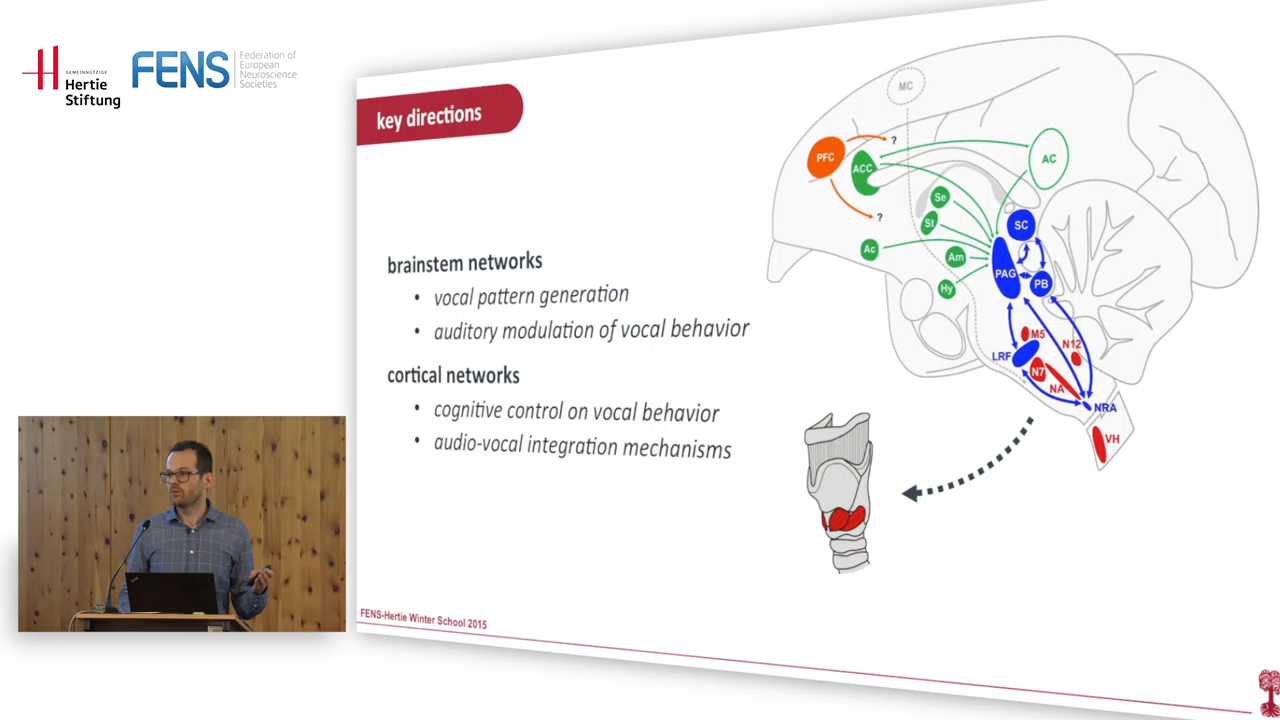 GEMEINNÜTZIGE
Hertie
Stiftung
FENS
Federation of
European
Neuroscience
Societies
key directions
brainstem networks
• vocal pattern generation
• auditory modulation of vocal behavior
cortical networks
• cognitive control on vocal behavior
• audio-vocal integration mechanisms
MC
PFC
?
ACC
AC
Se
St
?
SC
Ac
Am
PAG
PB
Hy
M5
N12
LRF
N7
NA
NRA
VH
FENS-Hertie Winter School 2015